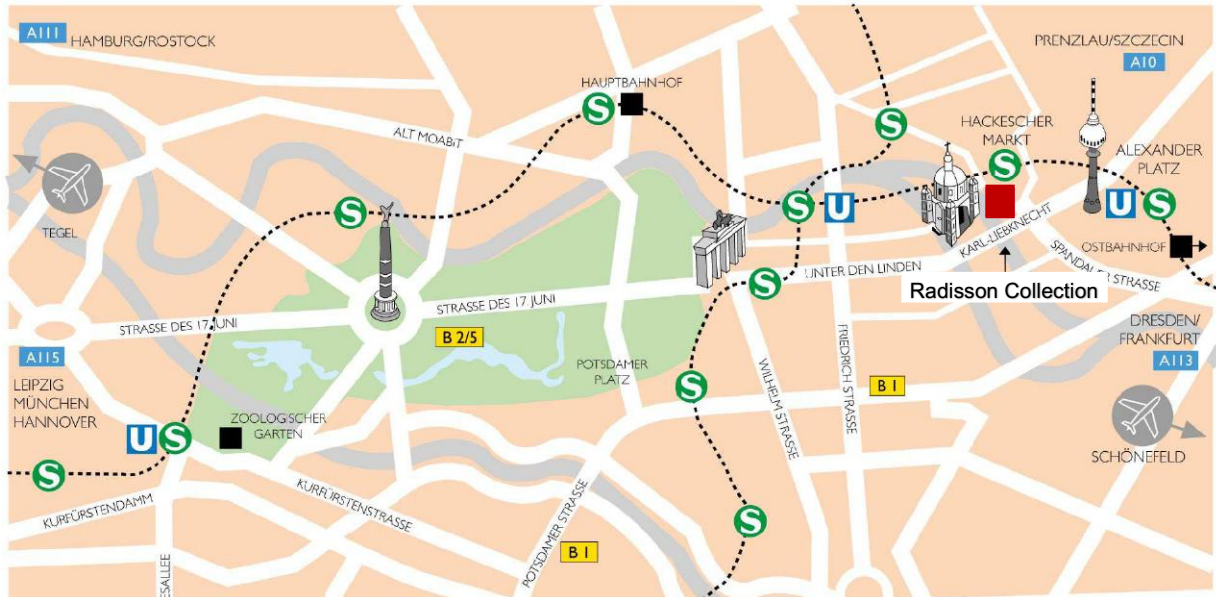 A111
HAMBURG/ROSTOCK
PRENZLAU/SZCZECIN
A10
HAUPTBAHNHOF
S
S
HACKESCHER
MARKT
S
ALT MOABIT
ALEXANDER
PLATZ
TEGEL
S
S
U
U
S
OSTBAHNHOF
KARL-LIEBKNECHT
SPANDAUER STRASSE
UNTER DEN LINDEN
S
Radisson Collection
STRASSE DES 17. JUNI
STRASSE DES 17. JUNI
B 2/5
DRESDEN/
FRANKFURT
A113
A115
LEIPZIG
MÜNCHEN
HANNOVER
POTSDAMER
PLATZ
S
WILHELM STRASSE
FRIEDRICH STRASSE
B 1
ZOOLOGISCHER
GARTEN
U
S
S
SCHÖNEFELD
KURFÜRSTENDAMM
KURFÜRSTENSTRASSE
POTSDAMER STRASSE
S
B 1
ESALLEE